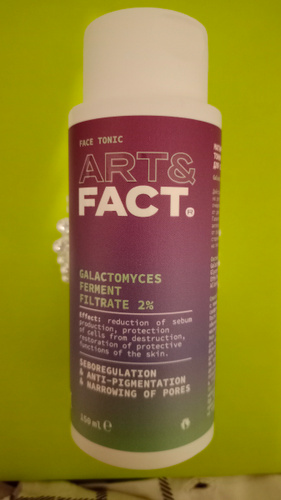 FACE TONIC
ART&
FACT.
GALACTOMYCES
FERMENT
FILTRATE 2%
Effect: reduction of sebum
production, protection
of cells from destruction,
restoration of protective
functions of the skin.
SEBOREGULATION
& ANTI-PIGMENTATION
& NARROWING OF PORES
150 mL e